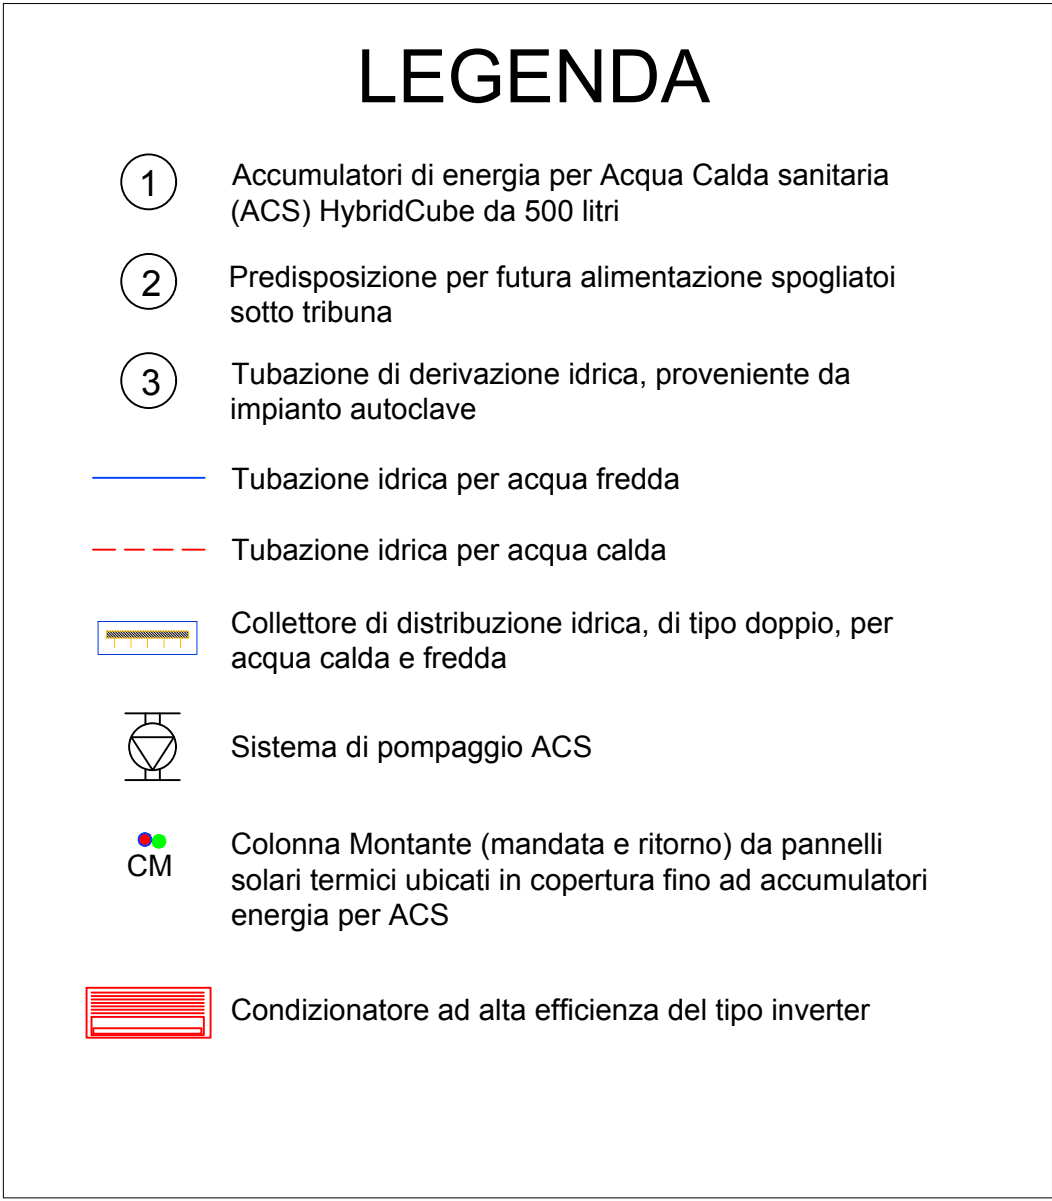 LEGENDA
1
Accumulatori di energia per Acqua Calda sanitaria
(ACS) HybridCube da 500 litri
2
Predisposizione per futura alimentazione spogliatoi
sotto tribuna
3
Tubazione di derivazione idrica, proveniente da
impianto autoclave
Tubazione idrica per acqua fredda
Tubazione idrica per acqua calda
Collettore di distribuzione idrica, di tipo doppio, per
acqua calda e fredda
Sistema di pompaggio ACS
CM
Colonna Montante (mandata e ritorno) da pannelli
solari termici ubicati in copertura fino ad accumulatori
energia per ACS
Condizionatore ad alta efficienza del tipo inverter